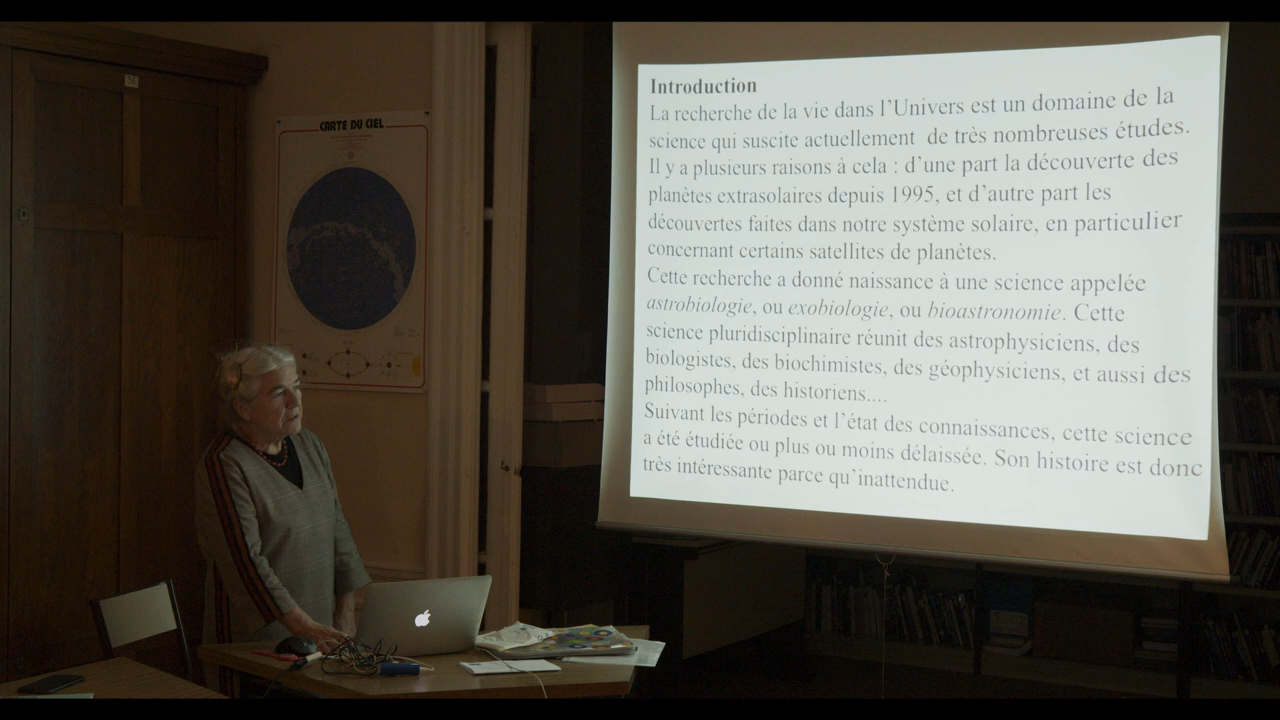 CARTE DU CIEL
Introduction
La recherche de la vie dans l'Univers est un domaine de la
science qui suscite actuellement de très nombreuses études.
Il y a plusieurs raisons à cela : d'une part la découverte des
planètes extrasolaires depuis 1995, et d'autre part les
découvertes faites dans notre système solaire, en particulier
concernant certains satellites de planètes.
Cette recherche a donné naissance à une science appelée
astrobiologie, ou exobiologie, ou bioastronomie. Cette
science pluridisciplinaire réunit des astrophysiciens, des
biologistes, des biochimistes, des géophysiciens, et aussi des
philosophes, des historiens....
Suivant les périodes et l'état des connaissances, cette science
a été étudiée ou plus ou moins délaissée. Son histoire est donc
très intéressante parce qu'inattendue.